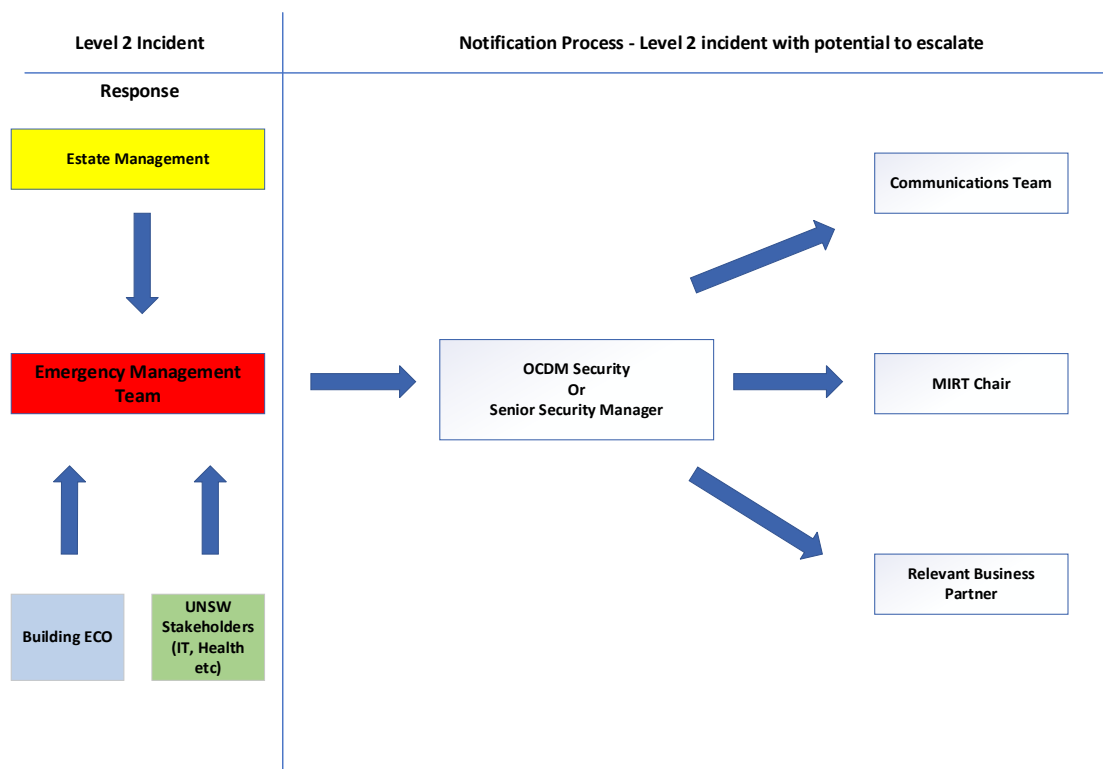 Level 2 Incident
Notification Process - Level 2 incident with potential to escalate
Response
Estate Management
Communications Team
Emergency Management
Team
OCDM Security
Or
Senior Security Manager
MIRT Chair
Building ECO
UNSW
Stakeholders
(IT, Health
etc)
Relevant Business
Partner